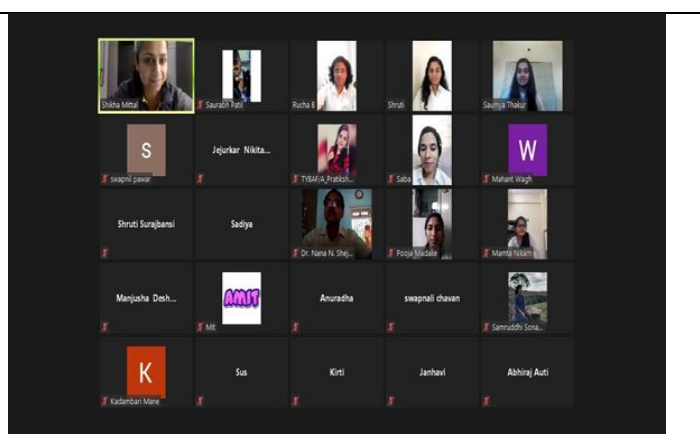 Shikha Mittal
Saurabh Patil
Rucha B
Shruti
Saumya Thakur
S
swapnil pawar
Jejurkar Nikita...
TYBAF/A_Pratiksh...
Saba
W
Mahant Wagh
Shruti Surajbansi
Sadiya
Dr. Nana N. Shej...
Pooja Madake
Mamta Nikam
Manjusha Desh...
AMIT
Mit
Anuradha
swapnali chavan
Samruddhi Sona...
K
Kadambari Mane
Sus
Kirti
Janhavi
Abhiraj Auti